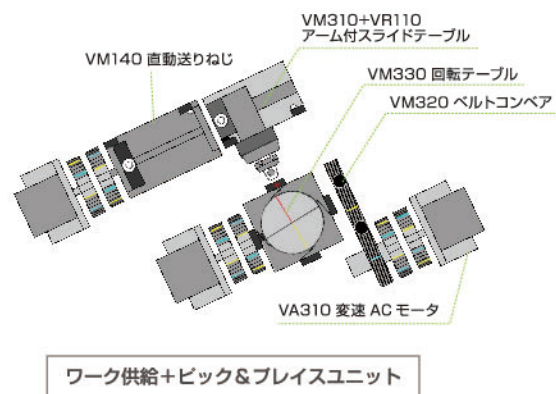 VM310+VR110
アーム付スライドテーブル
VM140 直動送りねじ
VM330 回転テーブル
VM320 ベルトコンベア
VA310 変速 AC モータ
ワーク供給+ピック&プレイスユニット